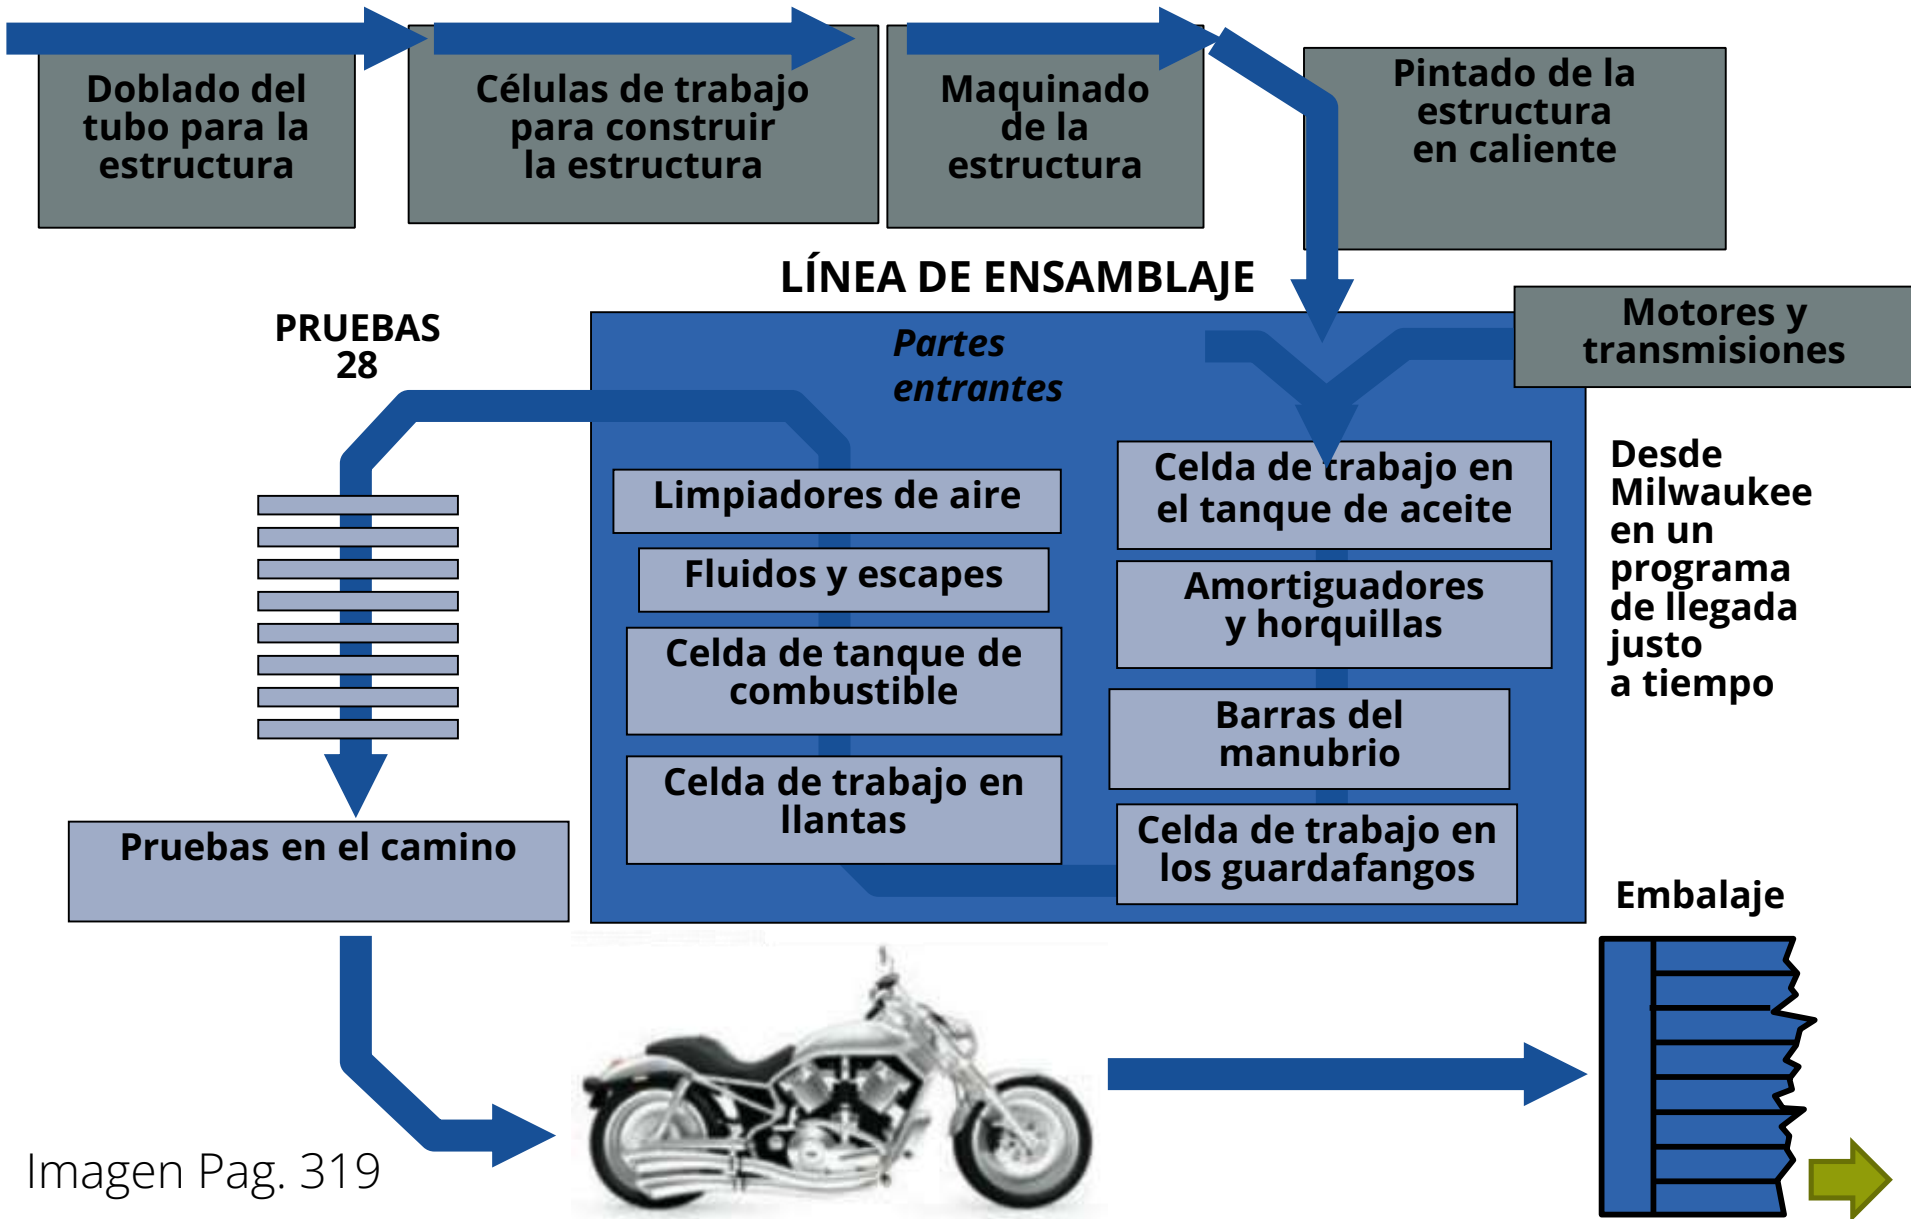 Doblado del
tubo para la
estructura
Células de trabajo
para construir
la estructura
Maquinado
de la
estructura
Pintado de la
estructura
en caliente
LÍNEA DE ENSAMBLAJE
PRUEBAS
28
Partes
entrantes
Motores y
transmisiones
Limpiadores de aire
Fluidos y escapes
Celda de tanque de
combustible
Celda de trabajo en
llantas
Celda de trabajo en
el tanque de aceite
Amortiguadores
y horquillas
Barras del
manubrio
Celda de trabajo en
los guardafangos
Desde
Milwaukee
en un
programa
de llegada
justo
a tiempo
Pruebas en el camino
Embalaje
Imagen Pag. 319